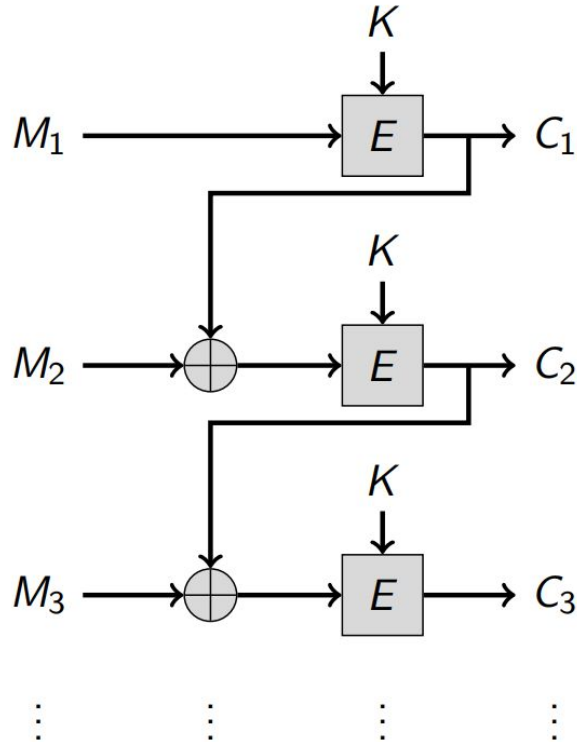 K
M₁ E C₁
K
M₂ E C₂
K
M₃ E C₃
⋮ ⋮ ⋮ ⋮